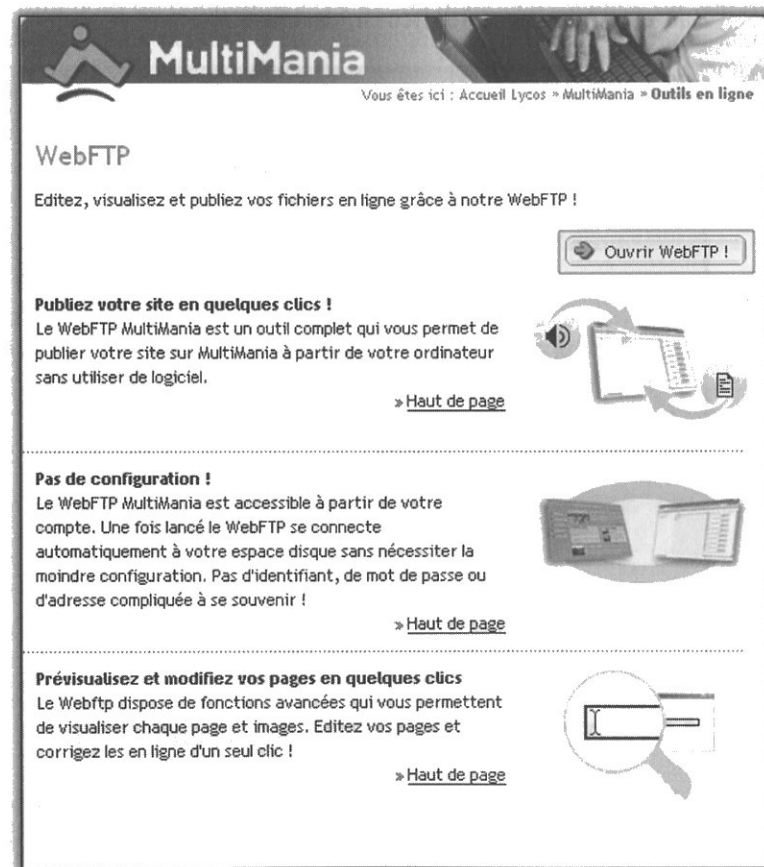 MultiMania
Vous êtes ici : Accueil Lycos » MultiMania » Outils en ligne
WebFTP
Editez, visualisez et publiez vos fichiers en ligne grâce à notre WebFTP !
Ouvrir WebFTP !
Publiez votre site en quelques clics !
Le WebFTP MultiMania est un outil complet qui vous permet de
publier votre site sur MultiMania à partir de votre ordinateur
sans utiliser de logiciel.
» Haut de page
Pas de configuration !
Le WebFTP MultiMania est accessible à partir de votre
compte. Une fois lancé le WebFTP se connecte
automatiquement à votre espace disque sans nécessiter la
moindre configuration. Pas d'identifiant, de mot de passe ou
d'adresse compliquée à se souvenir !
» Haut de page
Prévisualisez et modifiez vos pages en quelques clics
Le Webftp dispose de fonctions avancées qui vous permettent
de visualiser chaque page et images. Editez vos pages et
corrigez les en ligne d'un seul clic !
» Haut de page